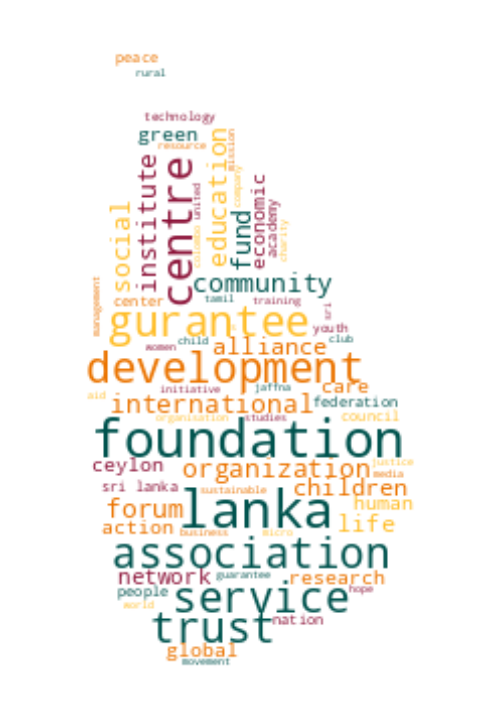 peace
rural
technology
green
resource
mission
education
institute
centre
united
colombo
company
social
fund
economic
academy
charity
community
management
center
tamil
training
sri
gurantee
youth
women
child
alliance
club
development
aid
initiative
jaffna
care
international
federation
organisation
studies
council
foundation
ceylon
organization
justice
media
sri lanka
sustainable
children
forum
lanka
human
action
business
micro
life
association
network
guarantee
research
people
service
hope
world
trust
nation
global
movement